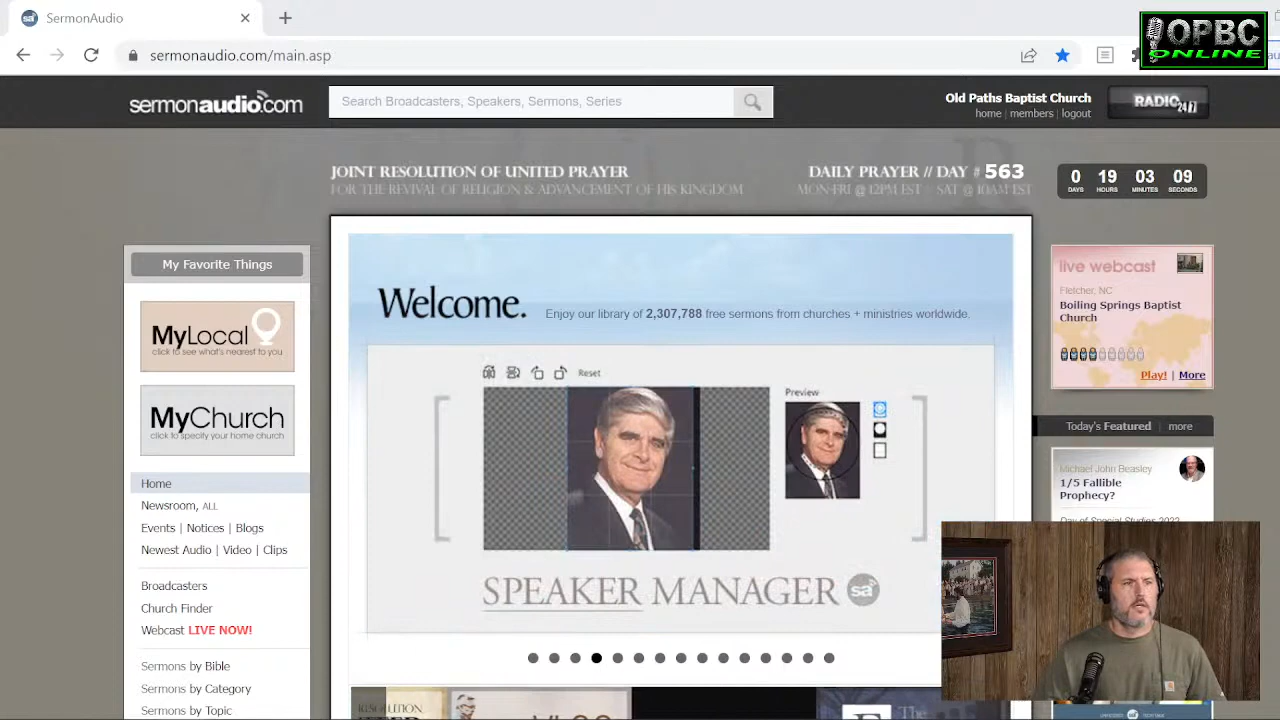 SermonAudio
sermonaudio.com/main.asp
OPBC
ONLINE
sermonaudio.com
Search Broadcasters, Speakers, Sermons, Series
Old Paths Baptist Church
home | members | logout
RADIO 24/7
JOINT RESOLUTION OF UNITED PRAYER
FOR THE REVIVAL OF RELIGION & ADVANCEMENT OF HIS KINGDOM
DAILY PRAYER // DAY # 563
MON-FRI @ 12PM EST - SAT @ 10AM EST
0 19 03 09
DAYS HOURS MINUTES SECONDS
My Favorite Things
MyLocal
click to see what's nearest to you
MyChurch
click to specify your home church
Home
Newsroom, ALL
Events | Notices | Blogs
Newest Audio | Video | Clips
Broadcasters
Church Finder
Webcast LIVE NOW!
Sermons by Bible
Sermons by Category
Sermons by Topic
Welcome.
Enjoy our library of 2,307,788 free sermons from churches + ministries worldwide.
Reset
Preview
SPEAKER MANAGER sa
live webcast
Fletcher, NC
Boiling Springs Baptist
Church
Play! | More
Today's Featured | more
Michael John Beasley
1/5 Fallible
Prophecy?
Day of Special Studies 2022